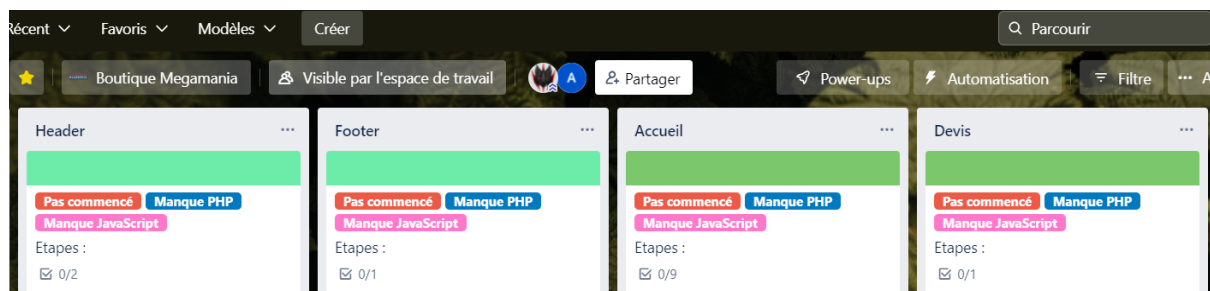 Récent Favoris Modèles Créer Parcourir
Boutique Megamania Visible par l'espace de travail A Partager Power-ups Automatisation Filtre
Header ... Footer ... Accueil ... Devis ...
Pas commencé Manque PHP Pas commencé Manque PHP Pas commencé Manque PHP Pas commencé Manque PHP
Manque JavaScript Manque JavaScript Manque JavaScript Manque JavaScript
Etapes : Etapes : Etapes : Etapes :
0/2 0/1 0/9 0/1